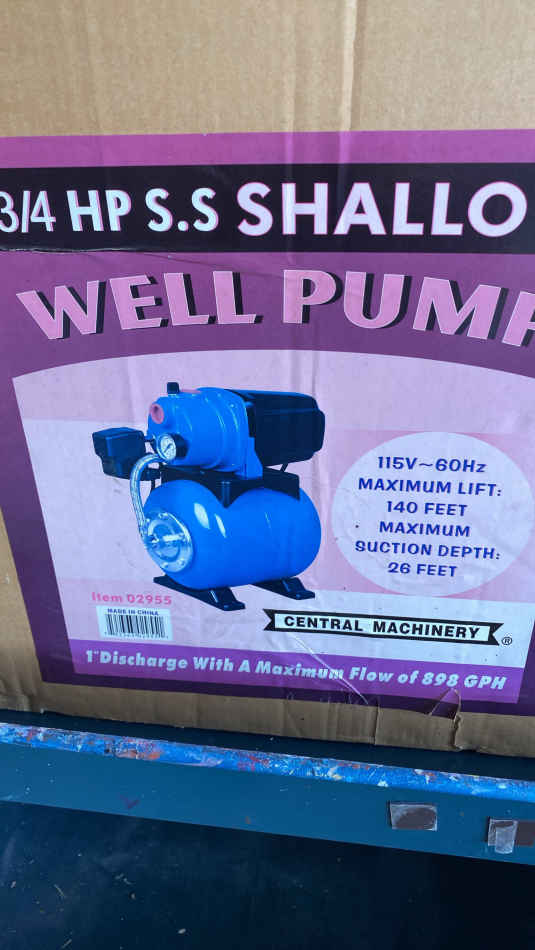 3/4 HP S.S SHALLO
WELL PUMP
115V~60Hz
MAXIMUM LIFT:
140 FEET
MAXIMUM
SUCTION DEPTH:
26 FEET
Item 02955
MADE IN CHINA
CENTRAL MACHINERY®
1" Discharge With A Maximum Flow of 898 GPH